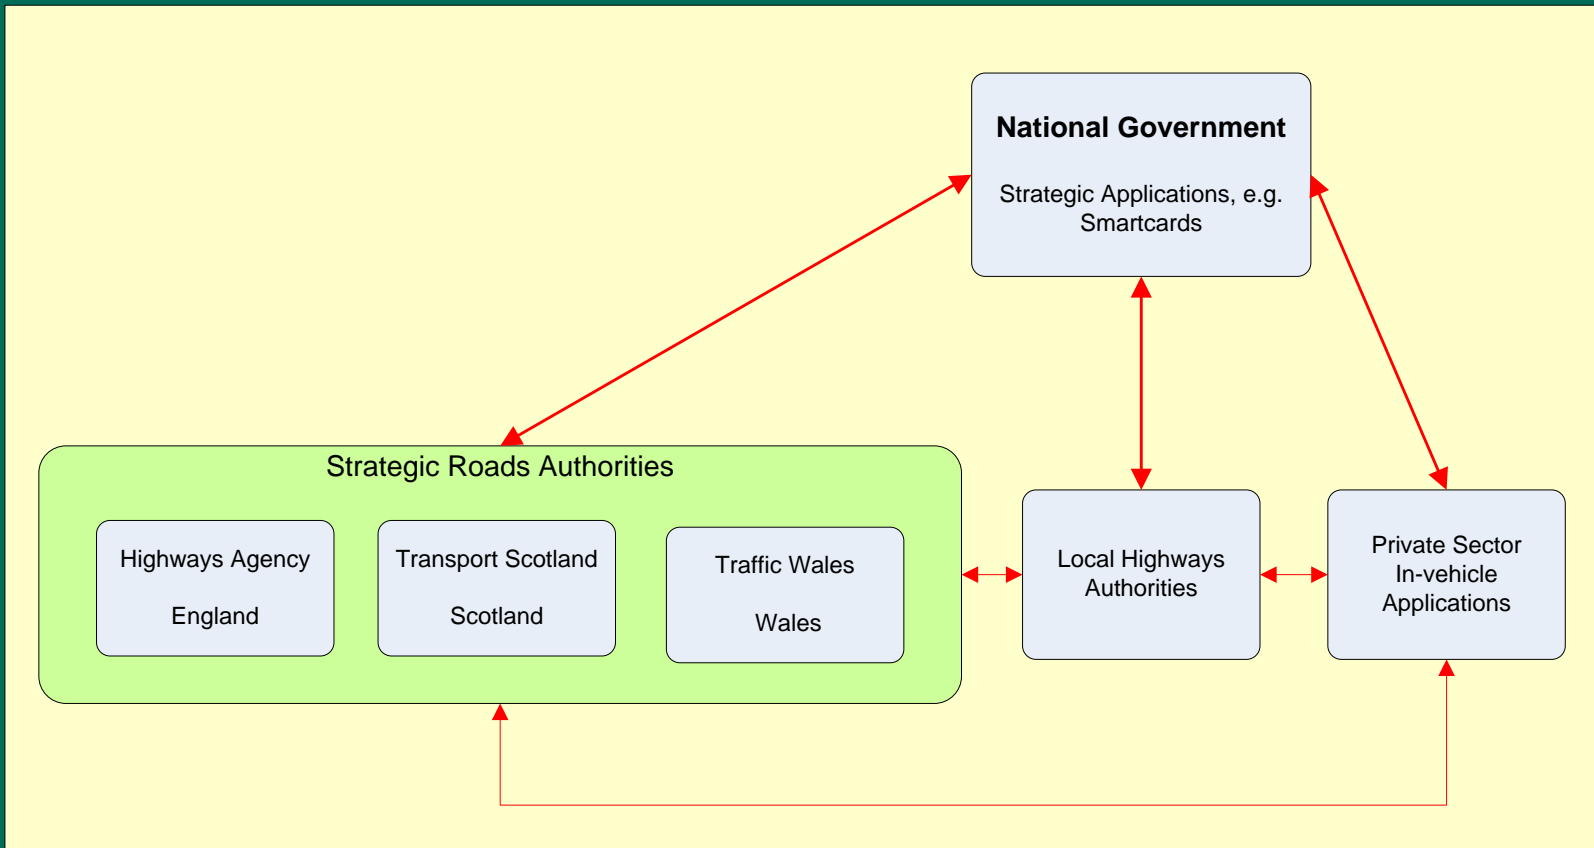 National Government
Strategic Applications, e.g.
Smartcards
Strategic Roads Authorities
Highways Agency
England
Transport Scotland
Scotland
Traffic Wales
Wales
Local Highways
Authorities
Private Sector
In-vehicle
Applications